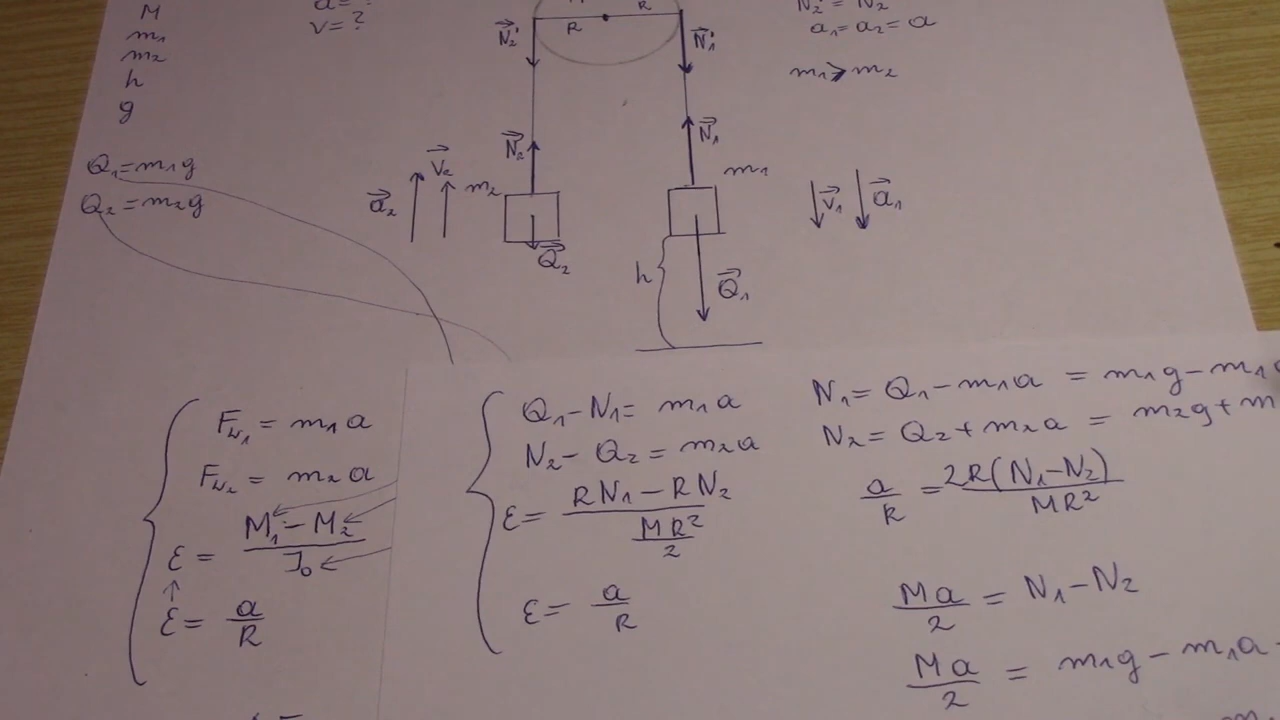 M
m₁
m₂
h
g
v = ?
R
R
N₂' = N₂
a₁ = a₂ = a
m₁ > m₂
N₂'
N₁'
Q₁ = m₁g
Q₂ = m₂g
a₂
v₂
m₂
N₂
Q₂
N₁
m₁
h
Q₁
v₁
a₁
F_w₁ = m₁a
F_w₂ = m₂a
ε = (M₁ - M₂) / J₀
ε = a / R
Q₁ - N₁ = m₁a
N₂ - Q₂ = m₂a
ε = (RN₁ - RN₂) / (MR² / 2)
ε = a / R
N₁ = Q₁ - m₁a = m₁g - m₁
N₂ = Q₂ + m₂a = m₂g + m
a / R = 2R(N₁ - N₂) / MR²
Ma / 2 = N₁ - N₂
Ma / 2 = m₁g - m₁a -